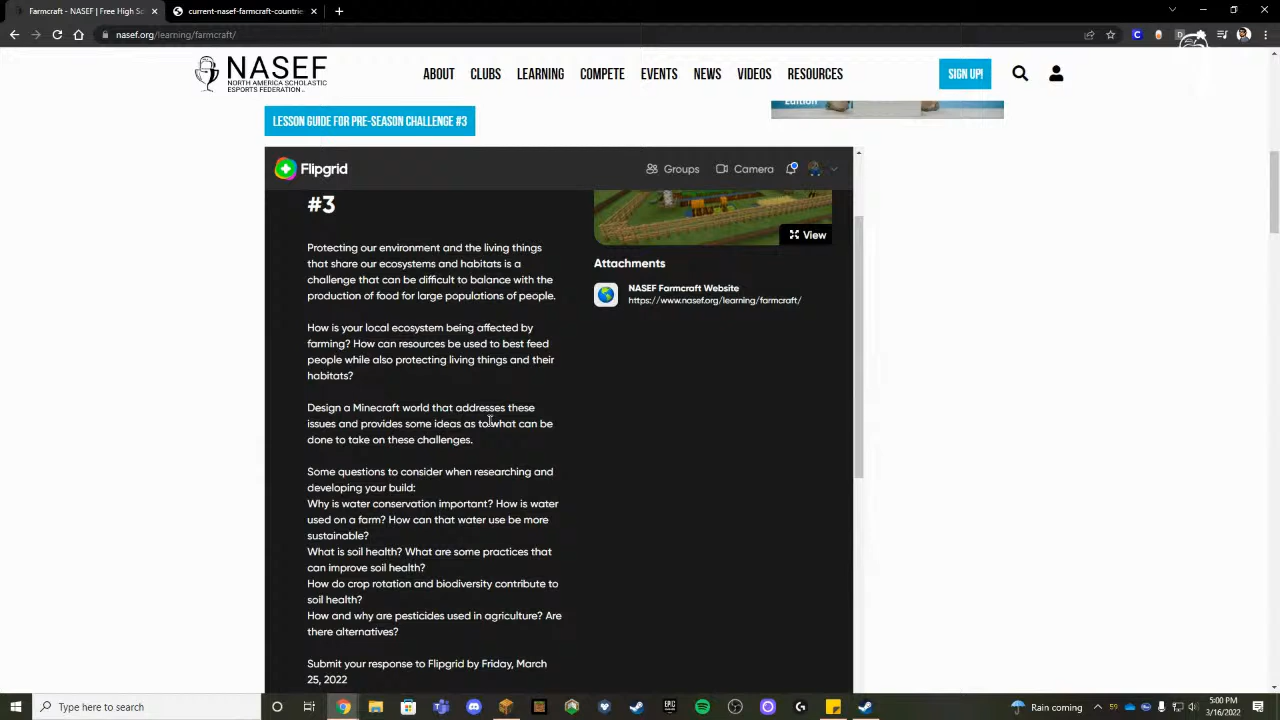 Farmcraft - NASEF | Free High Sc
current-nasef-farmcraft-countrie
nasef.org/learning/farmcraft/
NASEF
NORTH AMERICA SCHOLASTIC
ESPORTS FEDERATION
ABOUT
CLUBS
LEARNING
COMPETE
EVENTS
NEWS
VIDEOS
RESOURCES
SIGN UP!
Edition
LESSON GUIDE FOR PRE-SEASON CHALLENGE #3
Flipgrid
Groups
Camera
#3
View
Protecting our environment and the living things
that share our ecosystems and habitats is a
challenge that can be difficult to balance with the
production of food for large populations of people.
Attachments
NASEF Farmcraft Website
https://www.nasef.org/learning/farmcraft/
How is your local ecosystem being affected by
farming? How can resources be used to best feed
people while also protecting living things and their
habitats?
Design a Minecraft world that addresses these
issues and provides some ideas as to what can be
done to take on these challenges.
Some questions to consider when researching and
developing your build:
Why is water conservation important? How is water
used on a farm? How can that water use be more
sustainable?
What is soil health? What are some practices that
can improve soil health?
How do crop rotation and biodiversity contribute to
soil health?
How and why are pesticides used in agriculture? Are
there alternatives?
Submit your response to Flipgrid by Friday, March
25, 2022
Type here to search
Rain coming
59
5:00 PM
3/16/2022